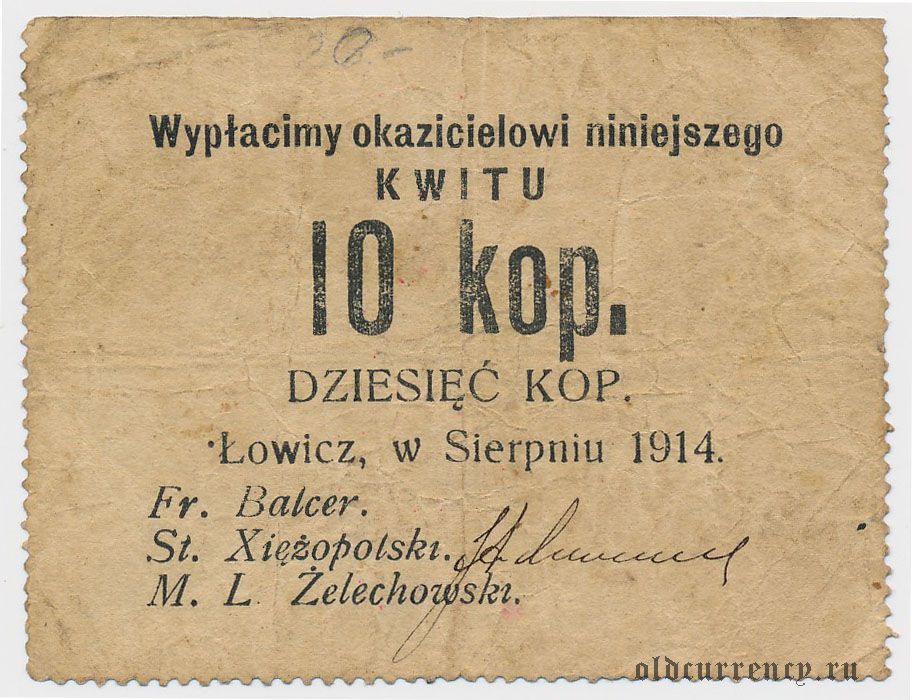 Wypłacimy okazicielowi niniejszego
KWITU
10 kop.
DZIESIĘĆ KOP.
Łowicz, w Sierpniu 1914.
Fr. Balcer.
St. Xiężopolski.
M. L. Żelechowski.
oldcurrency.ru